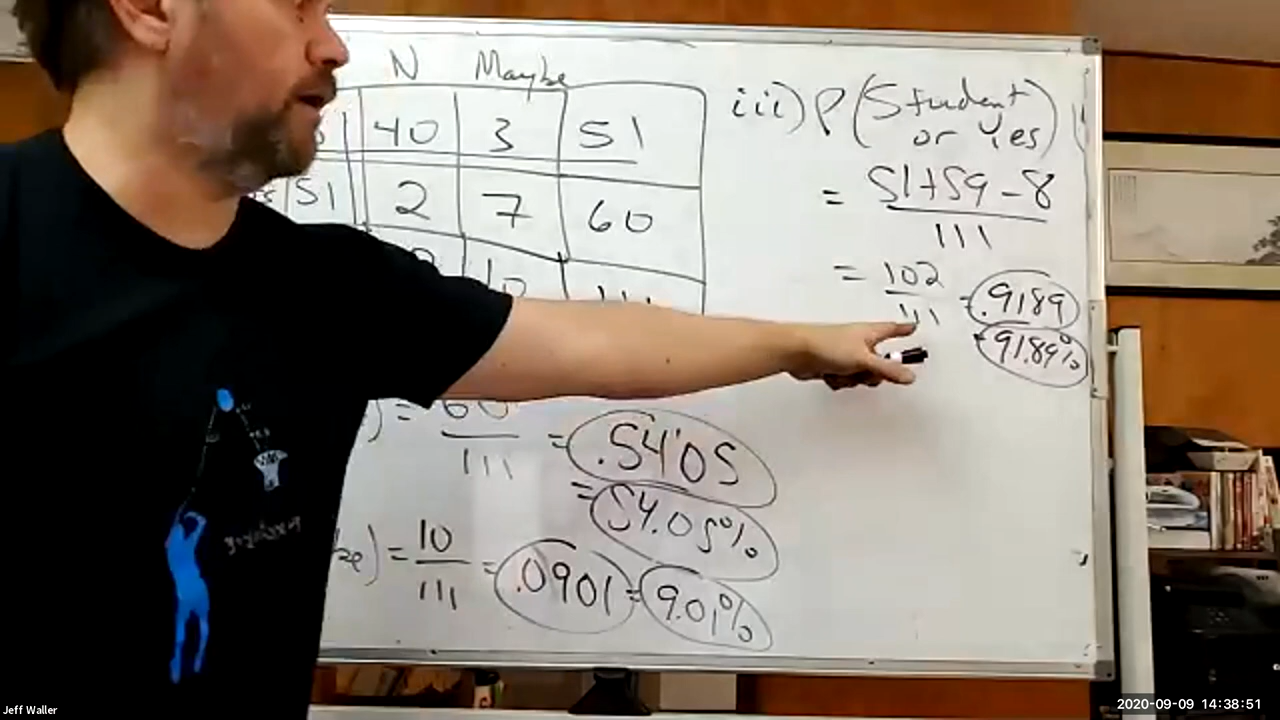 N Maybe
40 3 51
51 2 7 60
10
iii) P(Student
or Yes)
= 51+59-8
111
= 102
111
= .9189
= 91.89%
) = 60
111
= .5405
= 54.05%
) = 10
111
= .0901 = 9.01%
Jeff Waller
2020-09-09 14:38:51